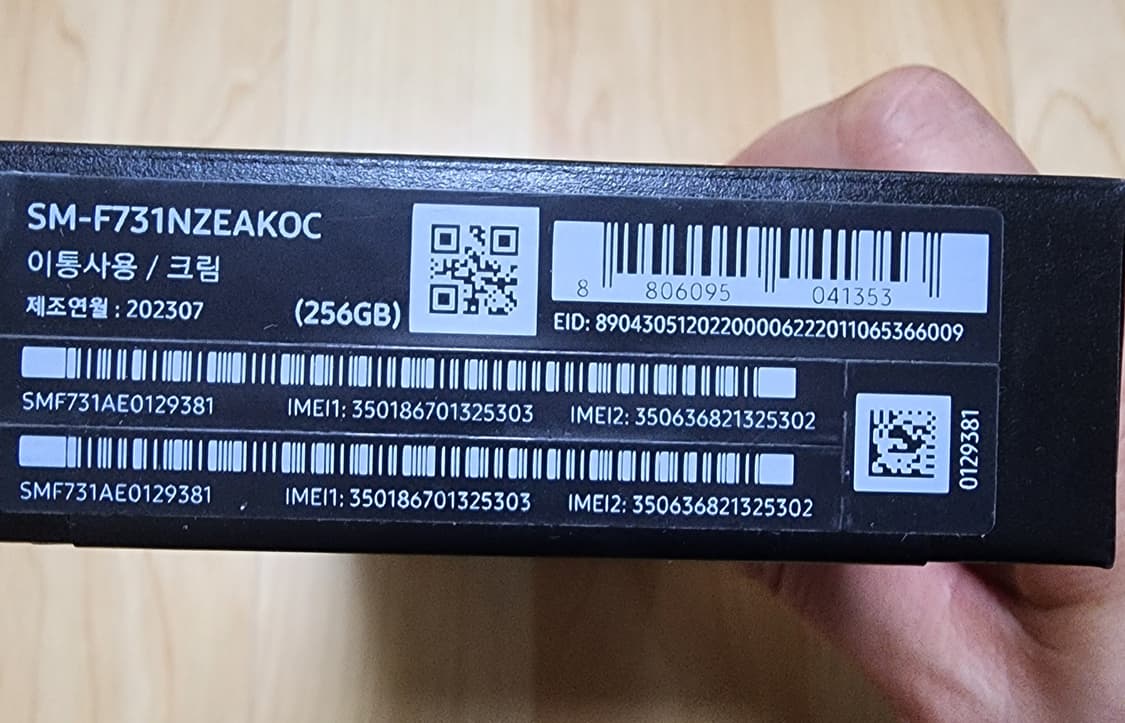 SM-F731NZEAKOC
이통사용 / 크림
제조연월 : 202307 (256GB)
8 806095 041353
EID: 89043051202200006222011065366009
SMF731AE0129381 IMEI1: 350186701325303 IMEI2: 350636821325302
SMF731AE0129381 IMEI1: 350186701325303 IMEI2: 350636821325302
0129381